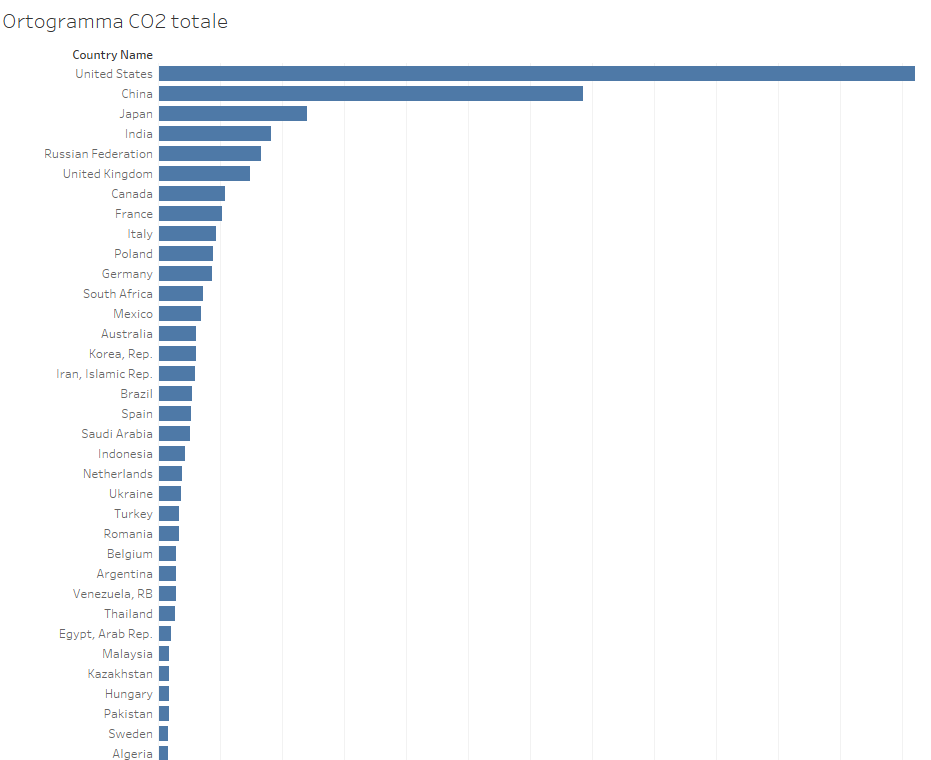 Ortogramma CO2 totale
Country Name
United States
China
Japan
India
Russian Federation
United Kingdom
Canada
France
Italy
Poland
Germany
South Africa
Mexico
Australia
Korea, Rep.
Iran, Islamic Rep.
Brazil
Spain
Saudi Arabia
Indonesia
Netherlands
Ukraine
Turkey
Romania
Belgium
Argentina
Venezuela, RB
Thailand
Egypt, Arab Rep.
Malaysia
Kazakhstan
Hungary
Pakistan
Sweden
Algeria